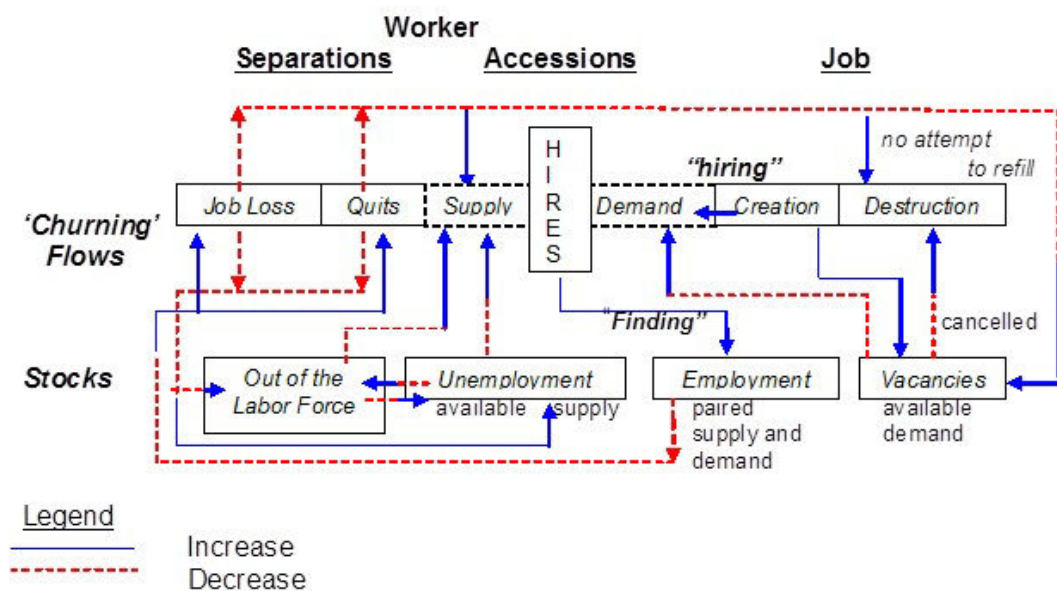 Worker
Separations Accessions Job
no attempt
to refill
"hiring"
H
I
R
E
S
Job Loss Quits Supply Demand Creation Destruction
'Churning'
Flows
"Finding"
cancelled
Stocks
Out of the
Labor Force
Unemployment
available supply
Employment
paired
supply and
demand
Vacancies
available
demand
Legend
Increase
Decrease